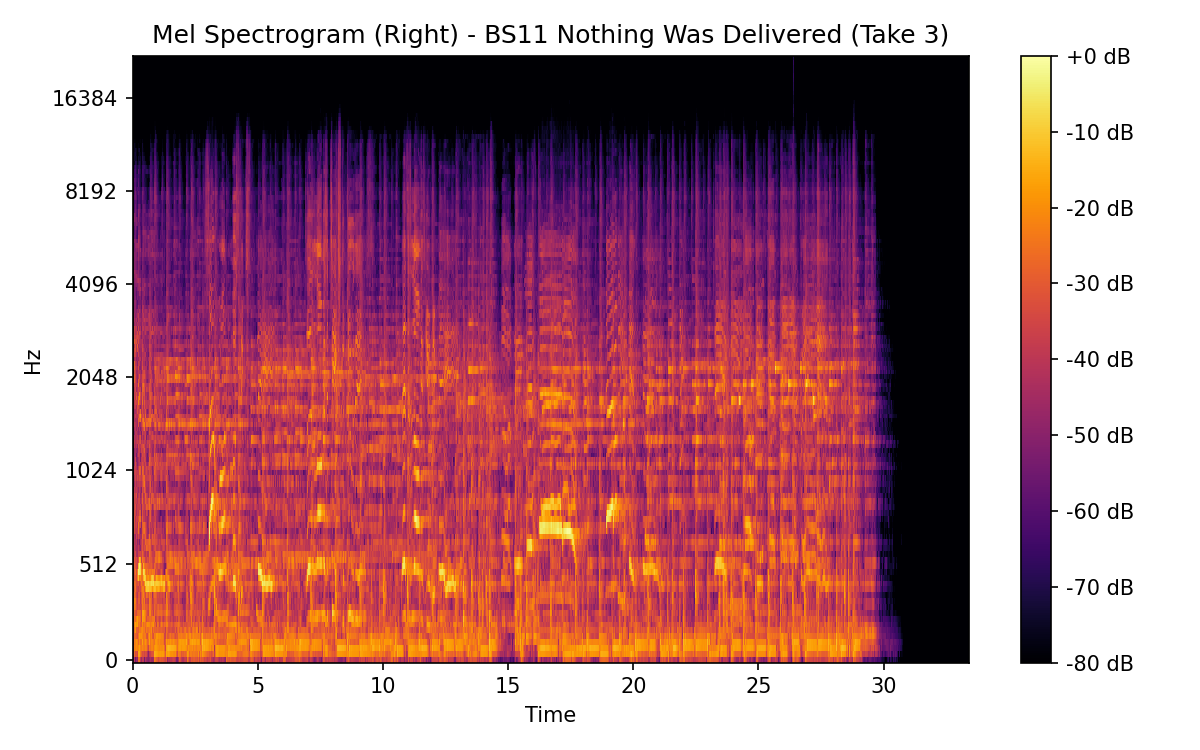 Mel Spectrogram (Right) - BS11 Nothing Was Delivered (Take 3)
16384
8192
4096
2048
1024
512
0
Hz
0 5 10 15 20 25 30
Time
+0 dB
-10 dB
-20 dB
-30 dB
-40 dB
-50 dB
-60 dB
-70 dB
-80 dB